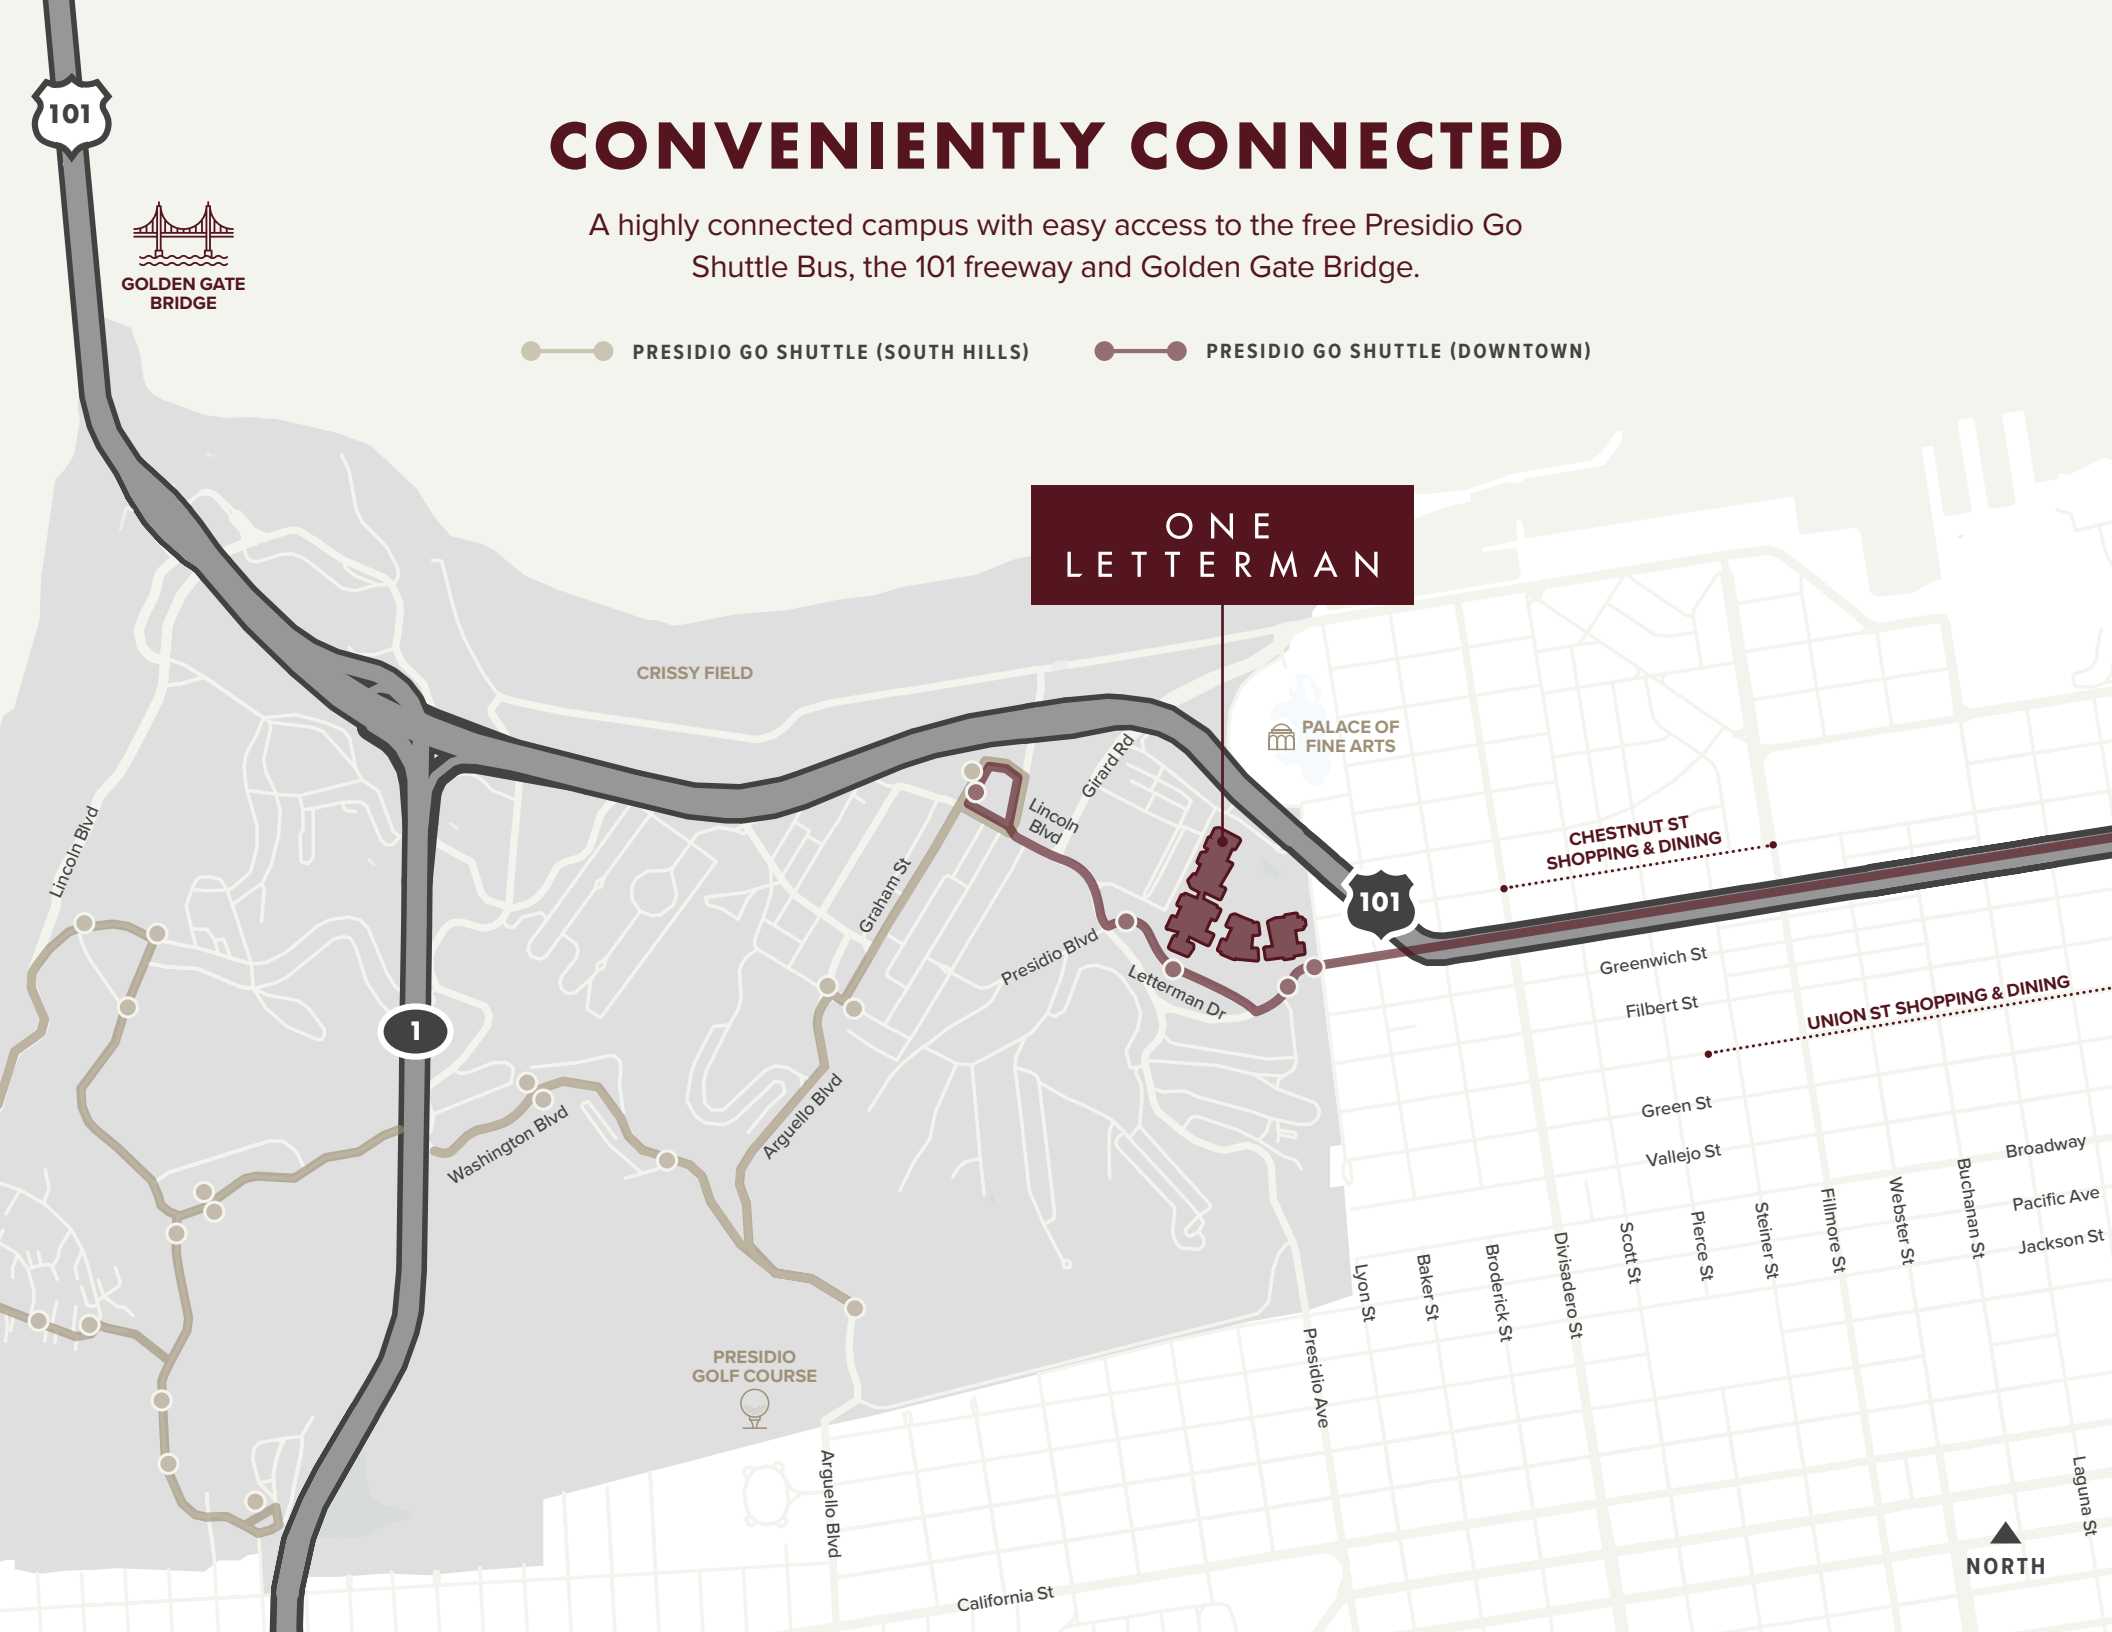 101
CONVENIENTLY CONNECTED
A highly connected campus with easy access to the free Presidio Go
Shuttle Bus, the 101 freeway and Golden Gate Bridge.
GOLDEN GATE
BRIDGE
PRESIDIO GO SHUTTLE (SOUTH HILLS)
PRESIDIO GO SHUTTLE (DOWNTOWN)
ONE
LETTERMAN
CRISSY FIELD
PALACE OF
FINE ARTS
Girard Rd
Lincoln
Blvd
Lincoln Blvd
Graham St
CHESTNUT ST
SHOPPING & DINING
101
Presidio Blvd
Letterman Dr
Greenwich St
Filbert St
UNION ST SHOPPING & DINING
1
Washington Blvd
Arguello Blvd
Green St
Vallejo St
Broadway
Pacific Ave
Jackson St
Lyon St
Baker St
Broderick St
Divisadero St
Scott St
Pierce St
Steiner St
Fillmore St
Webster St
Buchanan St
PRESIDIO
GOLF COURSE
Presidio Ave
Arguello Blvd
Laguna St
California St
NORTH